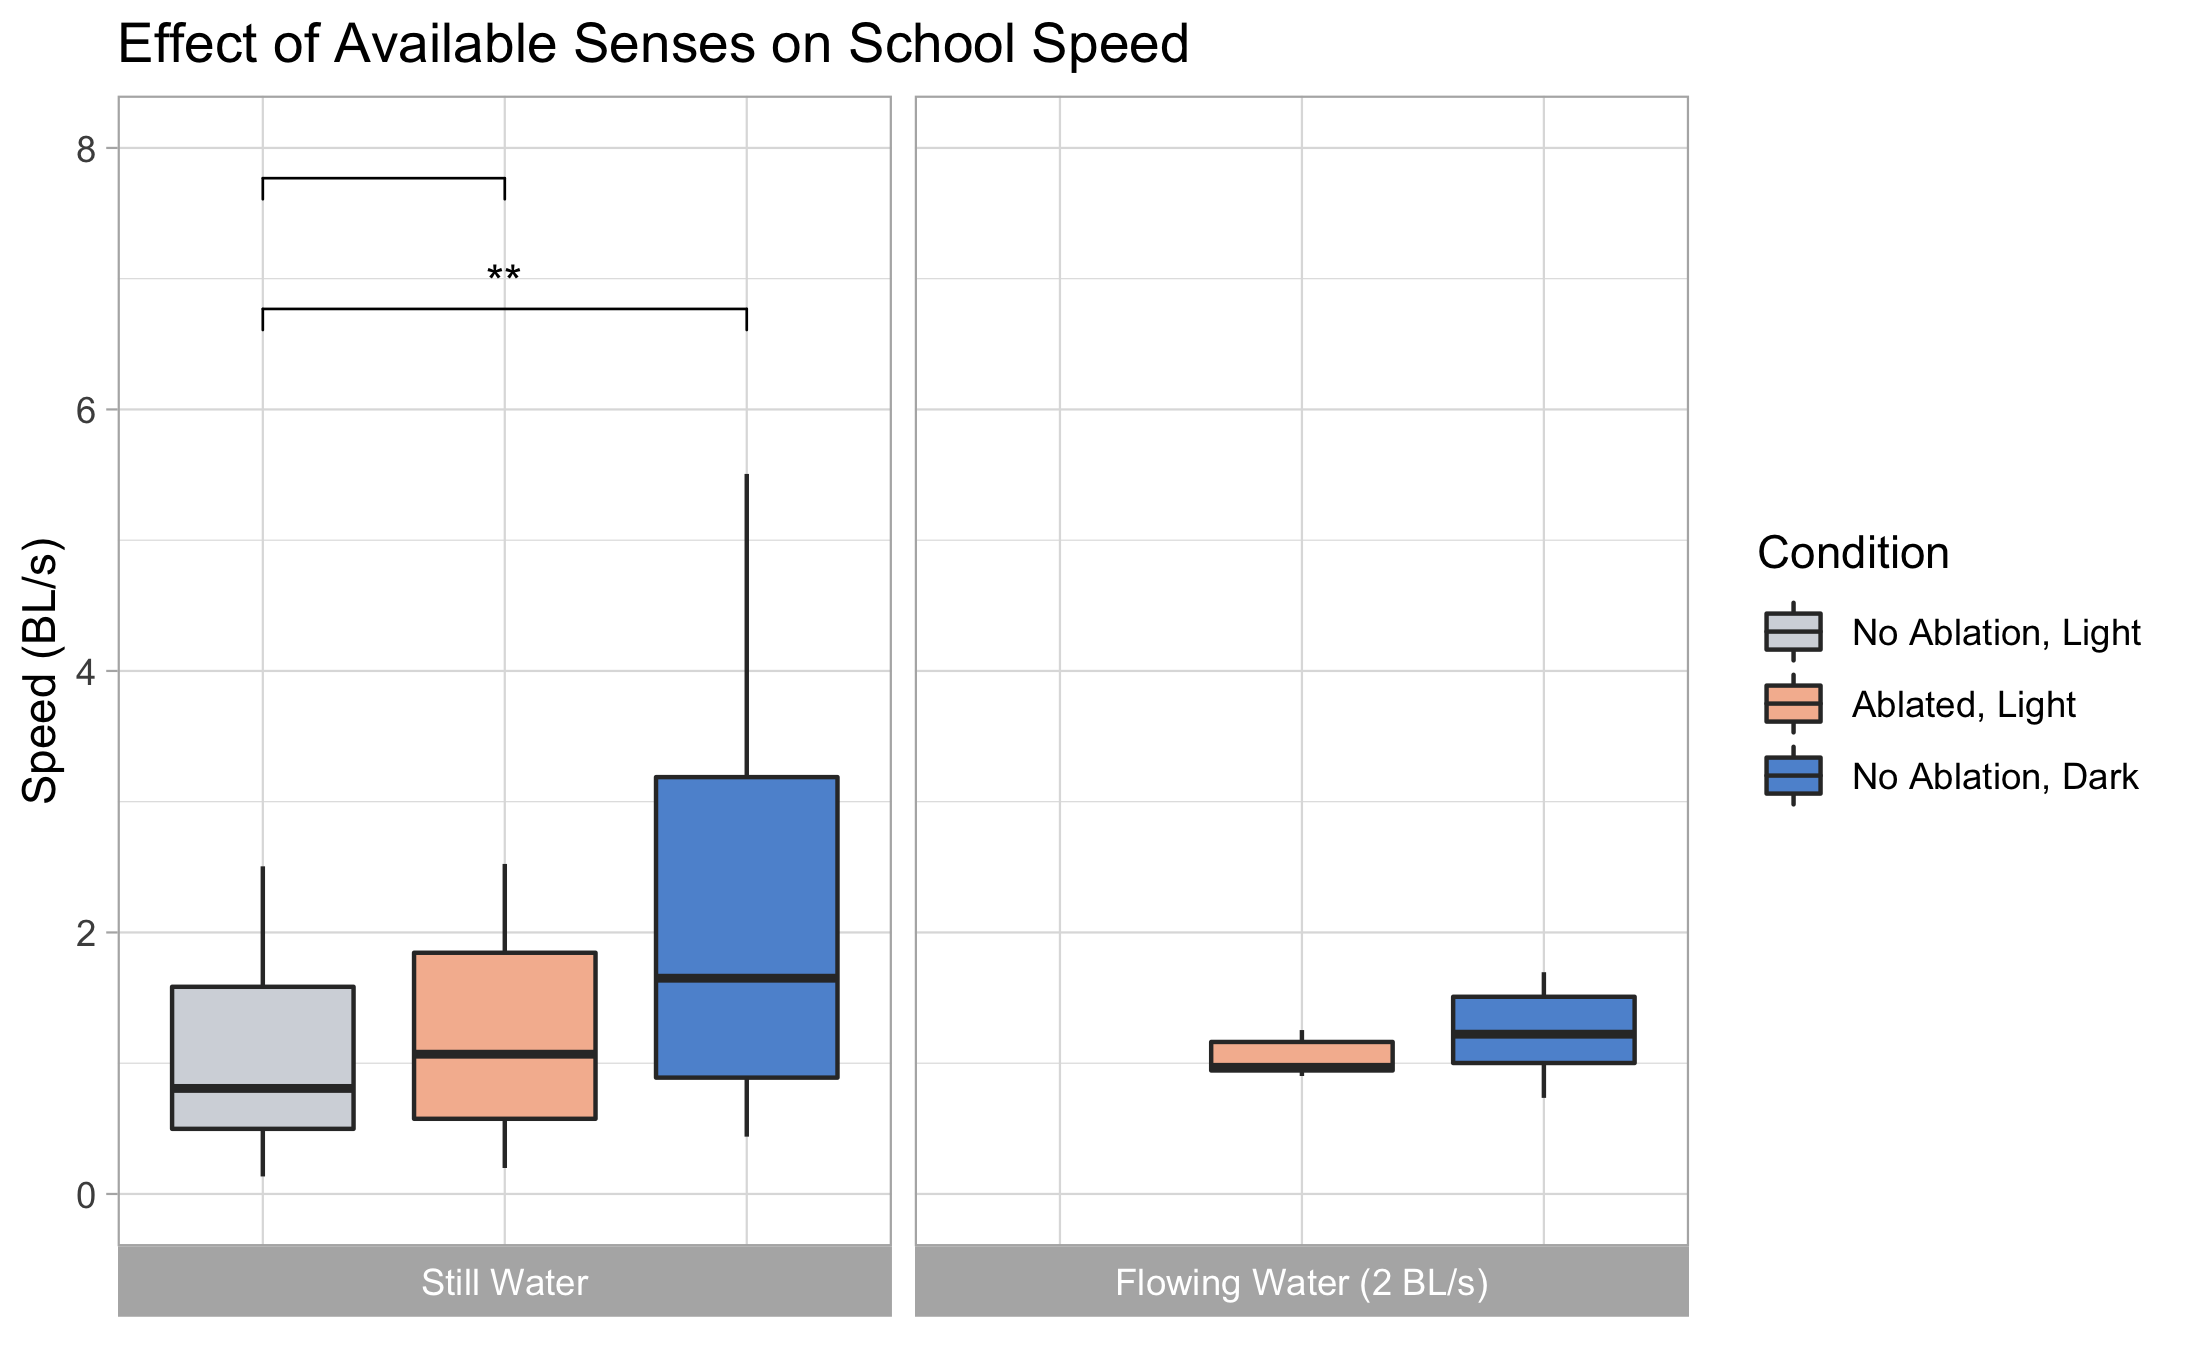 Effect of Available Senses on School Speed
8
**
6
4
2
0
Speed (BL/s)
Still Water
Flowing Water (2 BL/s)
Condition
No Ablation, Light
Ablated, Light
No Ablation, Dark